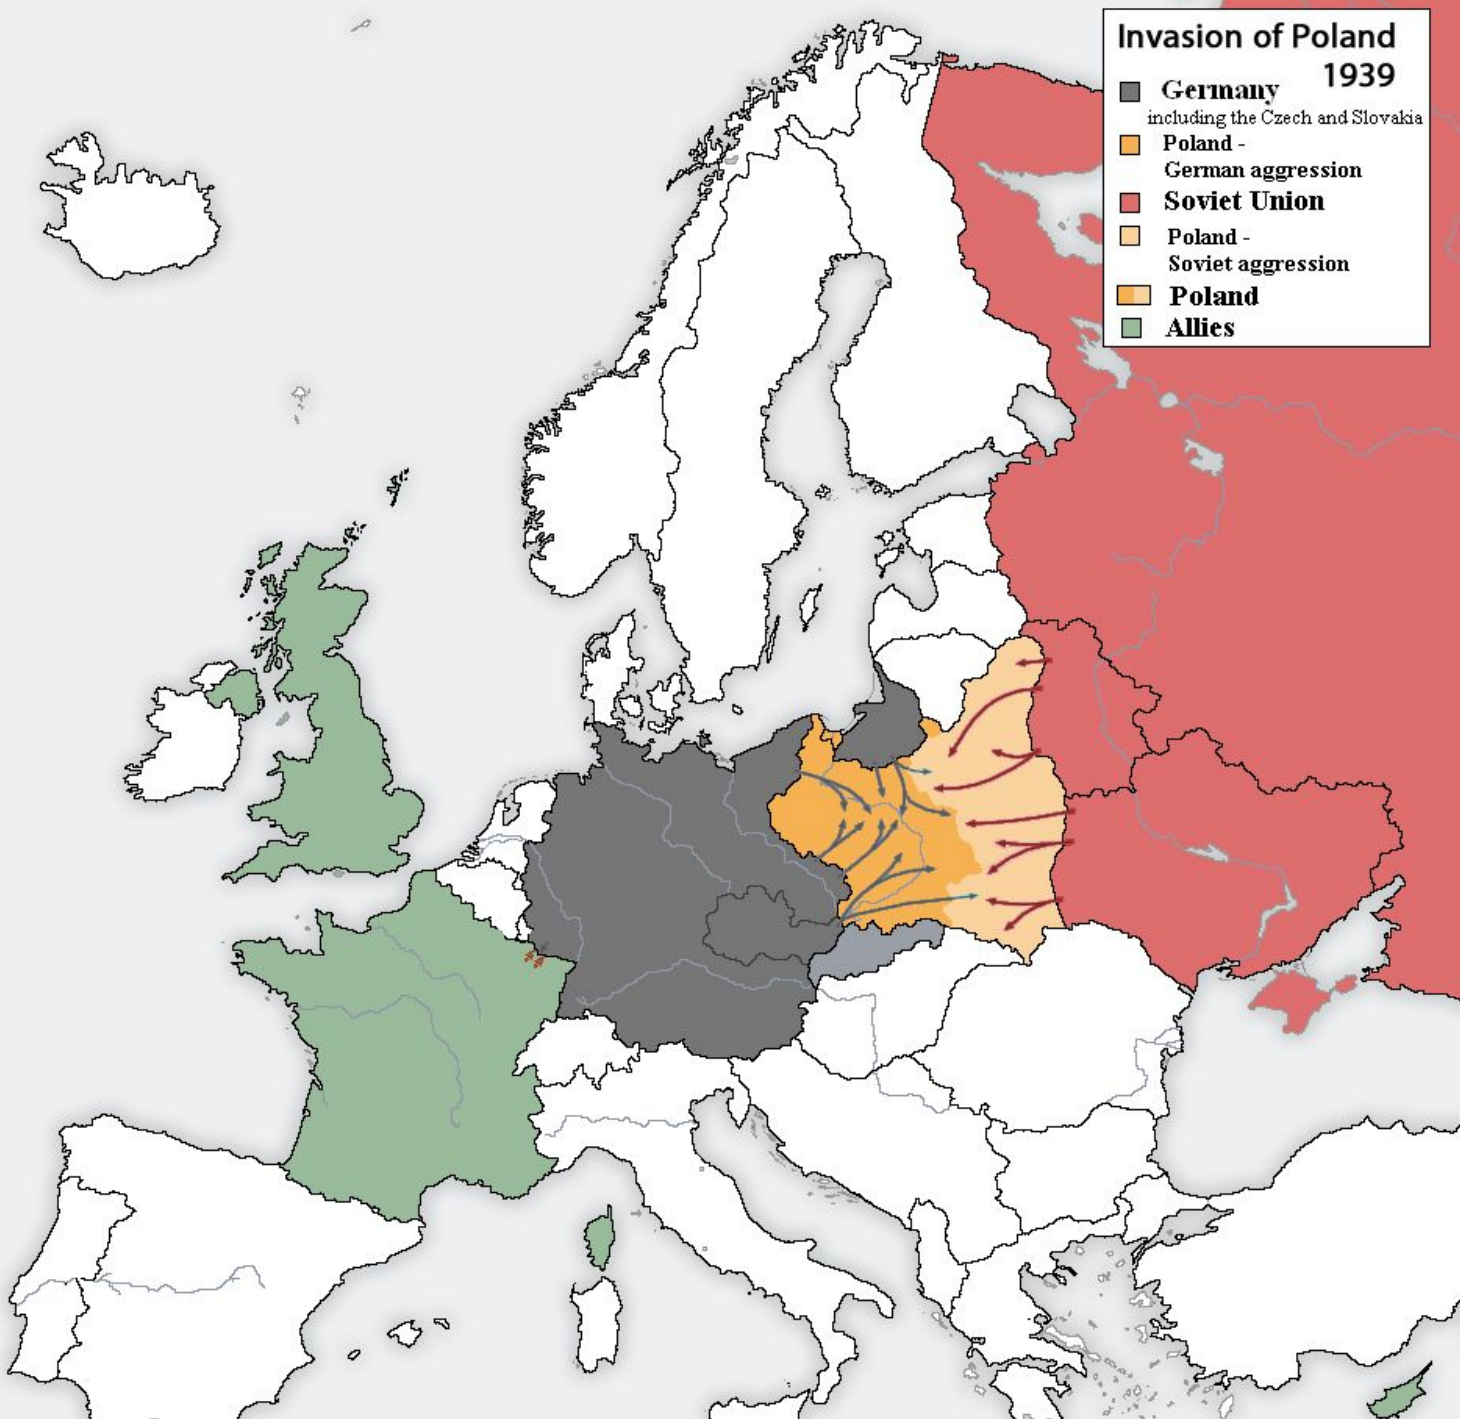 Invasion of Poland
1939
Germany
including the Czech and Slovakia
Poland -
German aggression
Soviet Union
Poland -
Soviet aggression
Poland
Allies